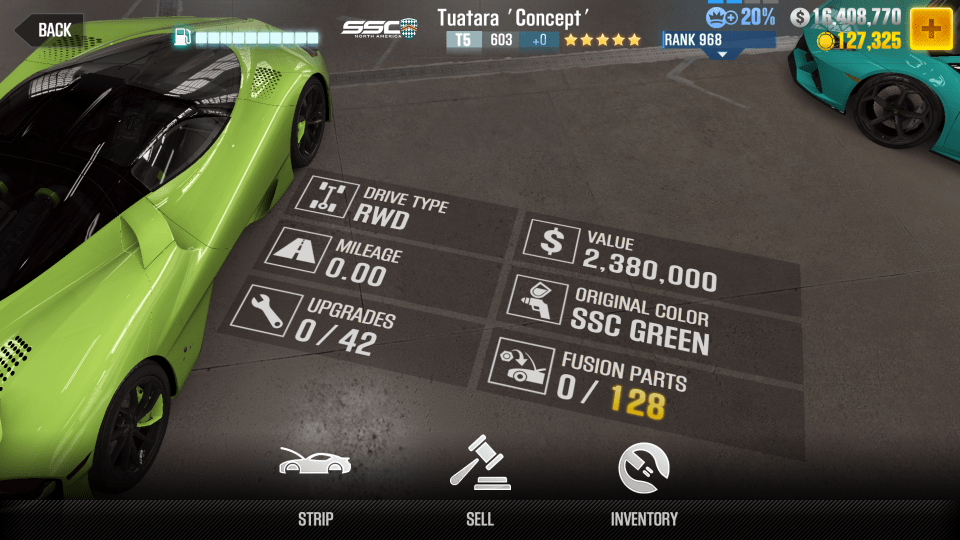 BACK
SSC
NORTH AMERICA
Tuatara 'Concept'
T5 603 +0
20%
RANK 968
$ 16,408,770
127,325
DRIVE TYPE
RWD
MILEAGE
0.00
UPGRADES
0 / 42
$
VALUE
2,380,000
ORIGINAL COLOR
SSC GREEN
FUSION PARTS
0 / 128
STRIP
SELL
INVENTORY